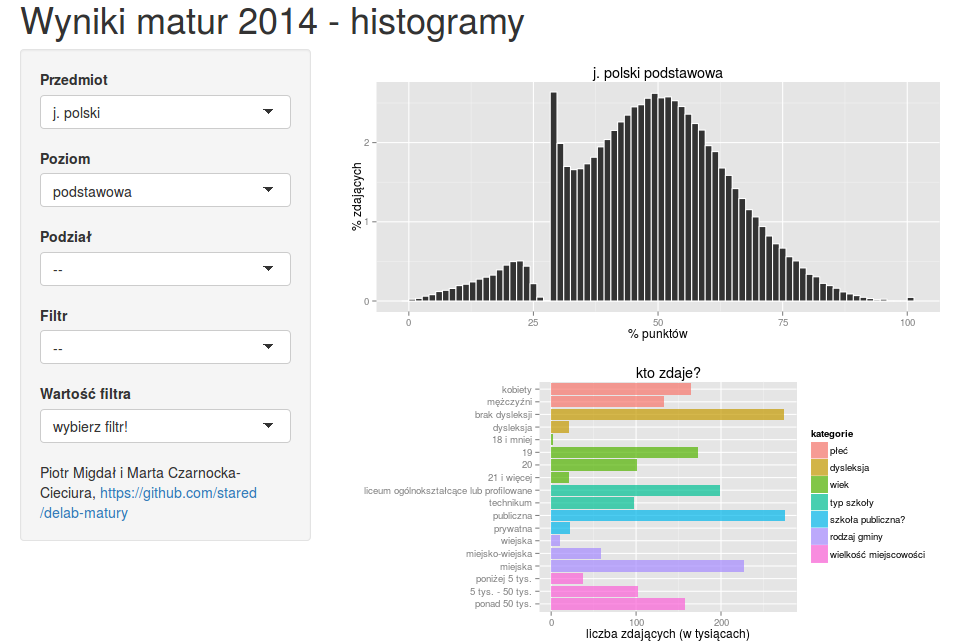 Wyniki matur 2014 - histogramy
Przedmiot
j. polski
Poziom
podstawowa
Podział
--
Filtr
--
Wartość filtra
wybierz filtr!
Piotr Migdał i Marta Czarnocka-
Cieciura, https://github.com/stared
/delab-matury
j. polski podstawowa
% zdających
2
1
0
0 25 50 75 100
% punktów
kto zdaje?
kobiety
mężczyźni
brak dysleksji
dysleksja
18 i mniej
19
20
21 i więcej
liceum ogólnokształcące lub profilowane
technikum
publiczna
prywatna
wiejska
miejsko-wiejska
miejska
poniżej 5 tys.
5 tys. - 50 tys.
ponad 50 tys.
0 100 200
liczba zdających (w tysiącach)
kategorie
płeć
dysleksja
wiek
typ szkoły
szkoła publiczna?
rodzaj gminy
wielkość miejscowości